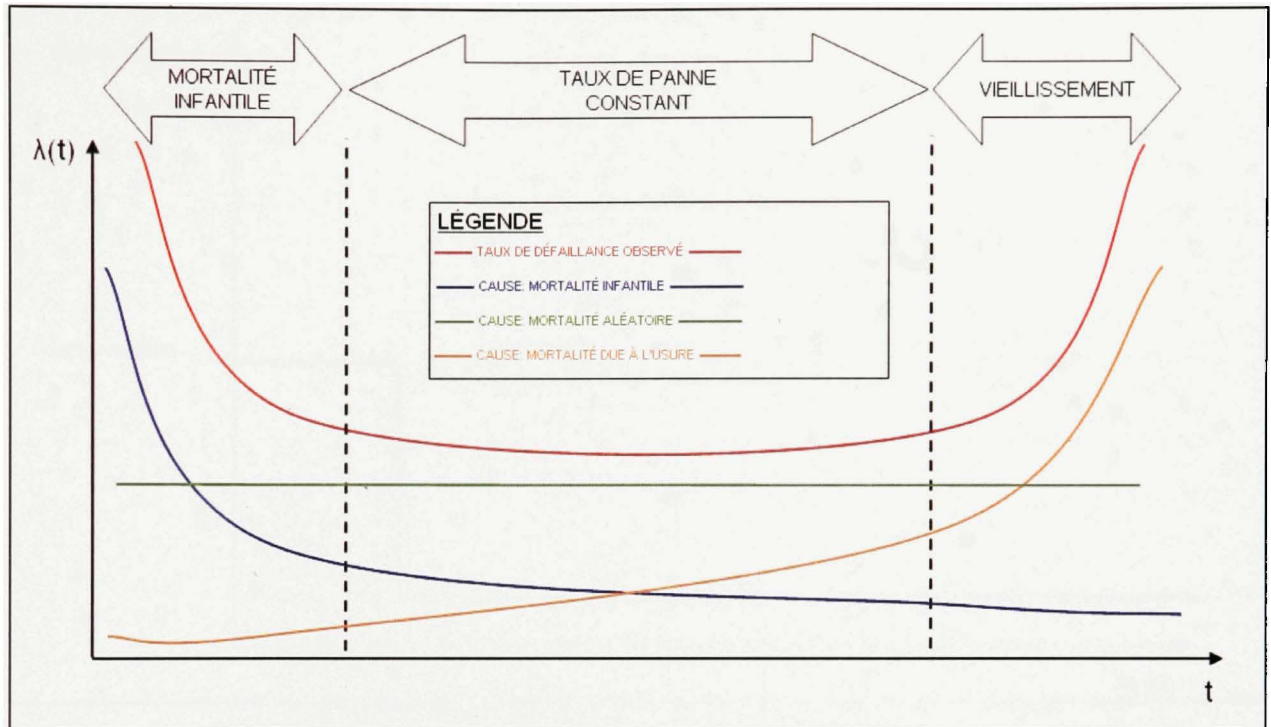 MORTALITÉ
INFANTILE
TAUX DE PANNE
CONSTANT
VIEILLISSEMENT
λ(t)
LÉGENDE
TAUX DE DÉFAILLANCE OBSERVÉ
CAUSE: MORTALITÉ INFANTILE
CAUSE: MORTALITÉ ALÉATOIRE
CAUSE: MORTALITÉ DUE À L'USURE
t